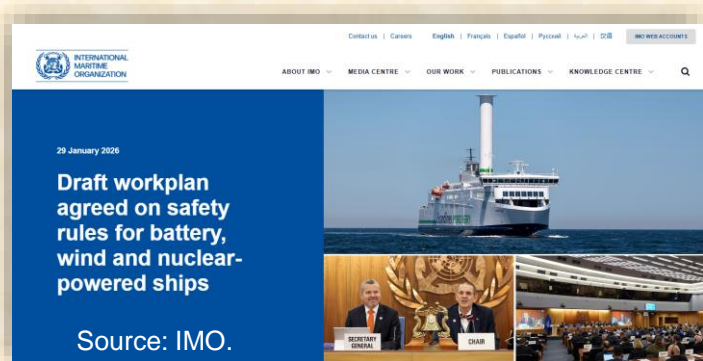 Contact us | Careers English | Français | Español | Русский | العربية | 汉语 IMO WEB ACCOUNTS
INTERNATIONAL
MARITIME
ORGANIZATION
ABOUT IMO MEDIA CENTRE OUR WORK PUBLICATIONS KNOWLEDGE CENTRE
29 January 2026
Draft workplan
agreed on safety
rules for battery,
wind and nuclear-
powered ships
SECRETARY
GENERAL
CHAIR
Source: IMO.